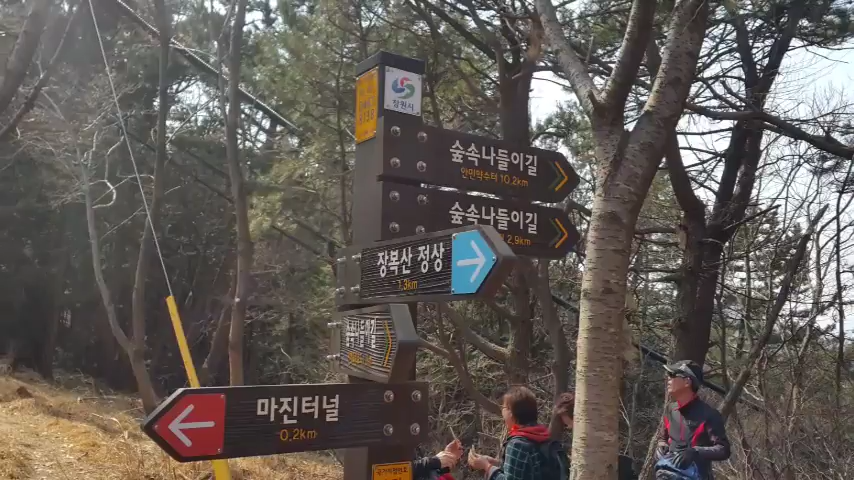 창원시
숲속나들이길
안민약수터 10.2km
숲속나들이길
2.9km
장복산 정상
1.3km
마진터널
0.2km